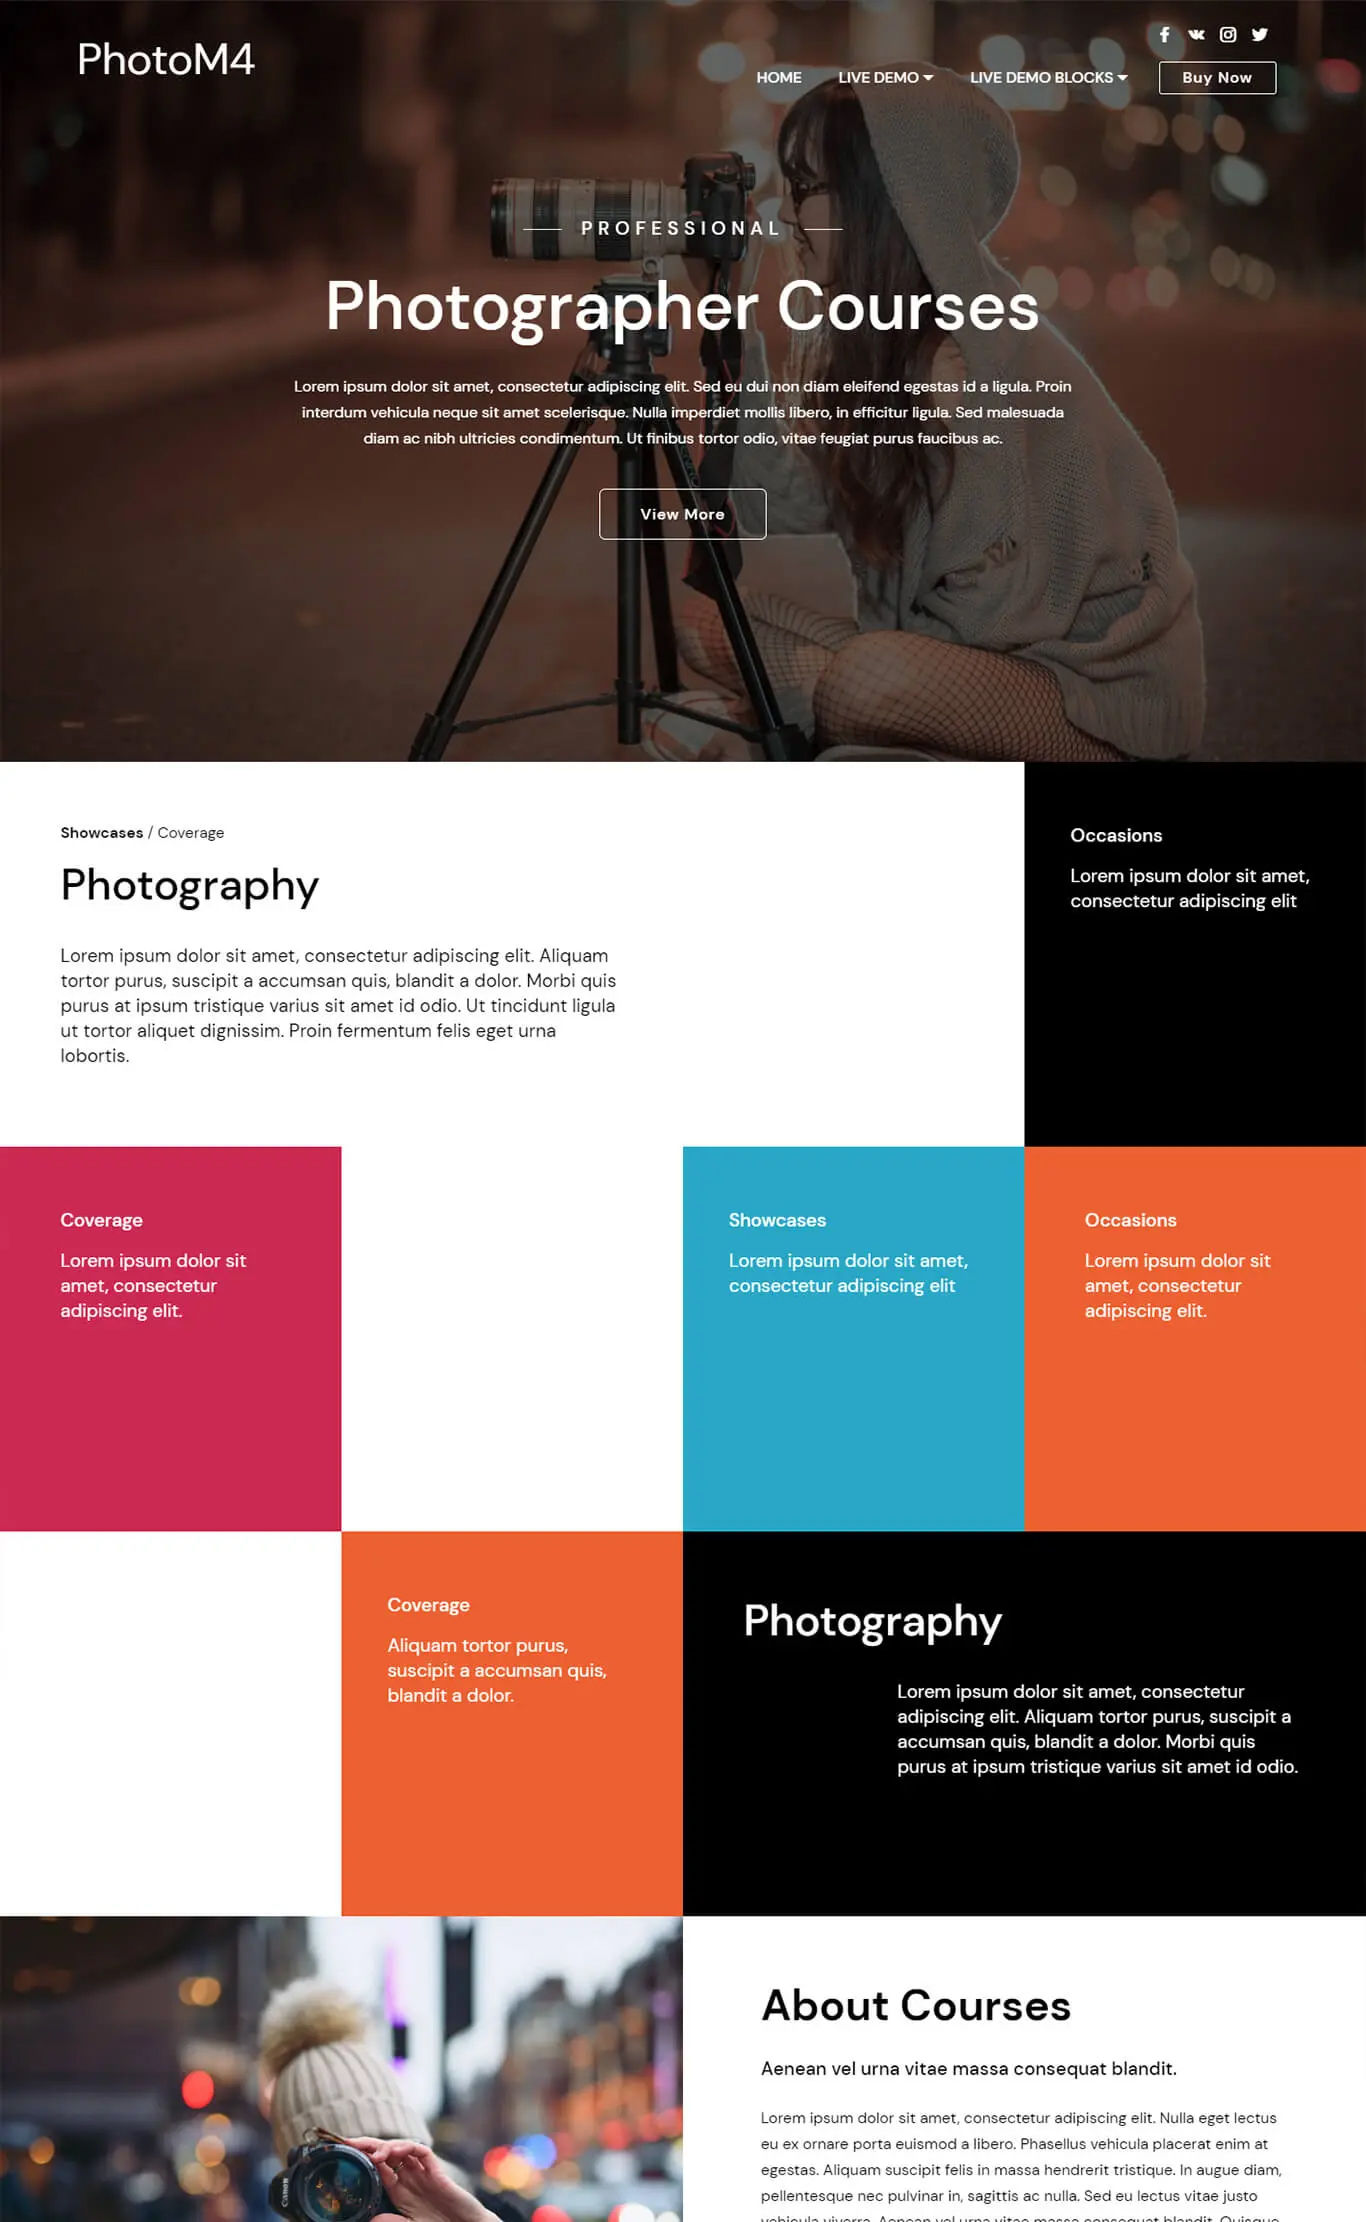 PhotoM4
HOME LIVE DEMO LIVE DEMO BLOCKS Buy Now
PROFESSIONAL
Photographer Courses
Lorem ipsum dolor sit amet, consectetur adipiscing elit. Sed eu dui non diam eleifend egestas id a ligula. Proin
interdum vehicula neque sit amet scelerisque. Nulla imperdiet mollis libero, in efficitur ligula. Sed malesuada
diam ac nibh ultricies condimentum. Ut finibus tortor odio, vitae feugiat purus faucibus ac.
View More
Showcases / Coverage
Photography
Lorem ipsum dolor sit amet, consectetur adipiscing elit. Aliquam
tortor purus, suscipit a accumsan quis, blandit a dolor. Morbi quis
purus at ipsum tristique varius sit amet id odio. Ut tincidunt ligula
ut tortor aliquet dignissim. Proin fermentum felis eget urna
lobortis.
Occasions
Lorem ipsum dolor sit amet,
consectetur adipiscing elit
Coverage
Lorem ipsum dolor sit
amet, consectetur
adipiscing elit.
Showcases
Lorem ipsum dolor sit amet,
consectetur adipiscing elit
Occasions
Lorem ipsum dolor sit
amet, consectetur
adipiscing elit.
Coverage
Aliquam tortor purus,
suscipit a accumsan quis,
blandit a dolor.
Photography
Lorem ipsum dolor sit amet, consectetur
adipiscing elit. Aliquam tortor purus, suscipit a
accumsan quis, blandit a dolor. Morbi quis
purus at ipsum tristique varius sit amet id odio.
Canon
About Courses
Aenean vel urna vitae massa consequat blandit.
Lorem ipsum dolor sit amet, consectetur adipiscing elit. Nulla eget lectus
eu ex ornare porta euismod a libero. Phasellus vehicula placerat enim at
egestas. Aliquam suscipit felis in massa hendrerit tristique. In augue diam,
pellentesque nec pulvinar in, sagittis ac nulla. Sed eu lectus vitae justo